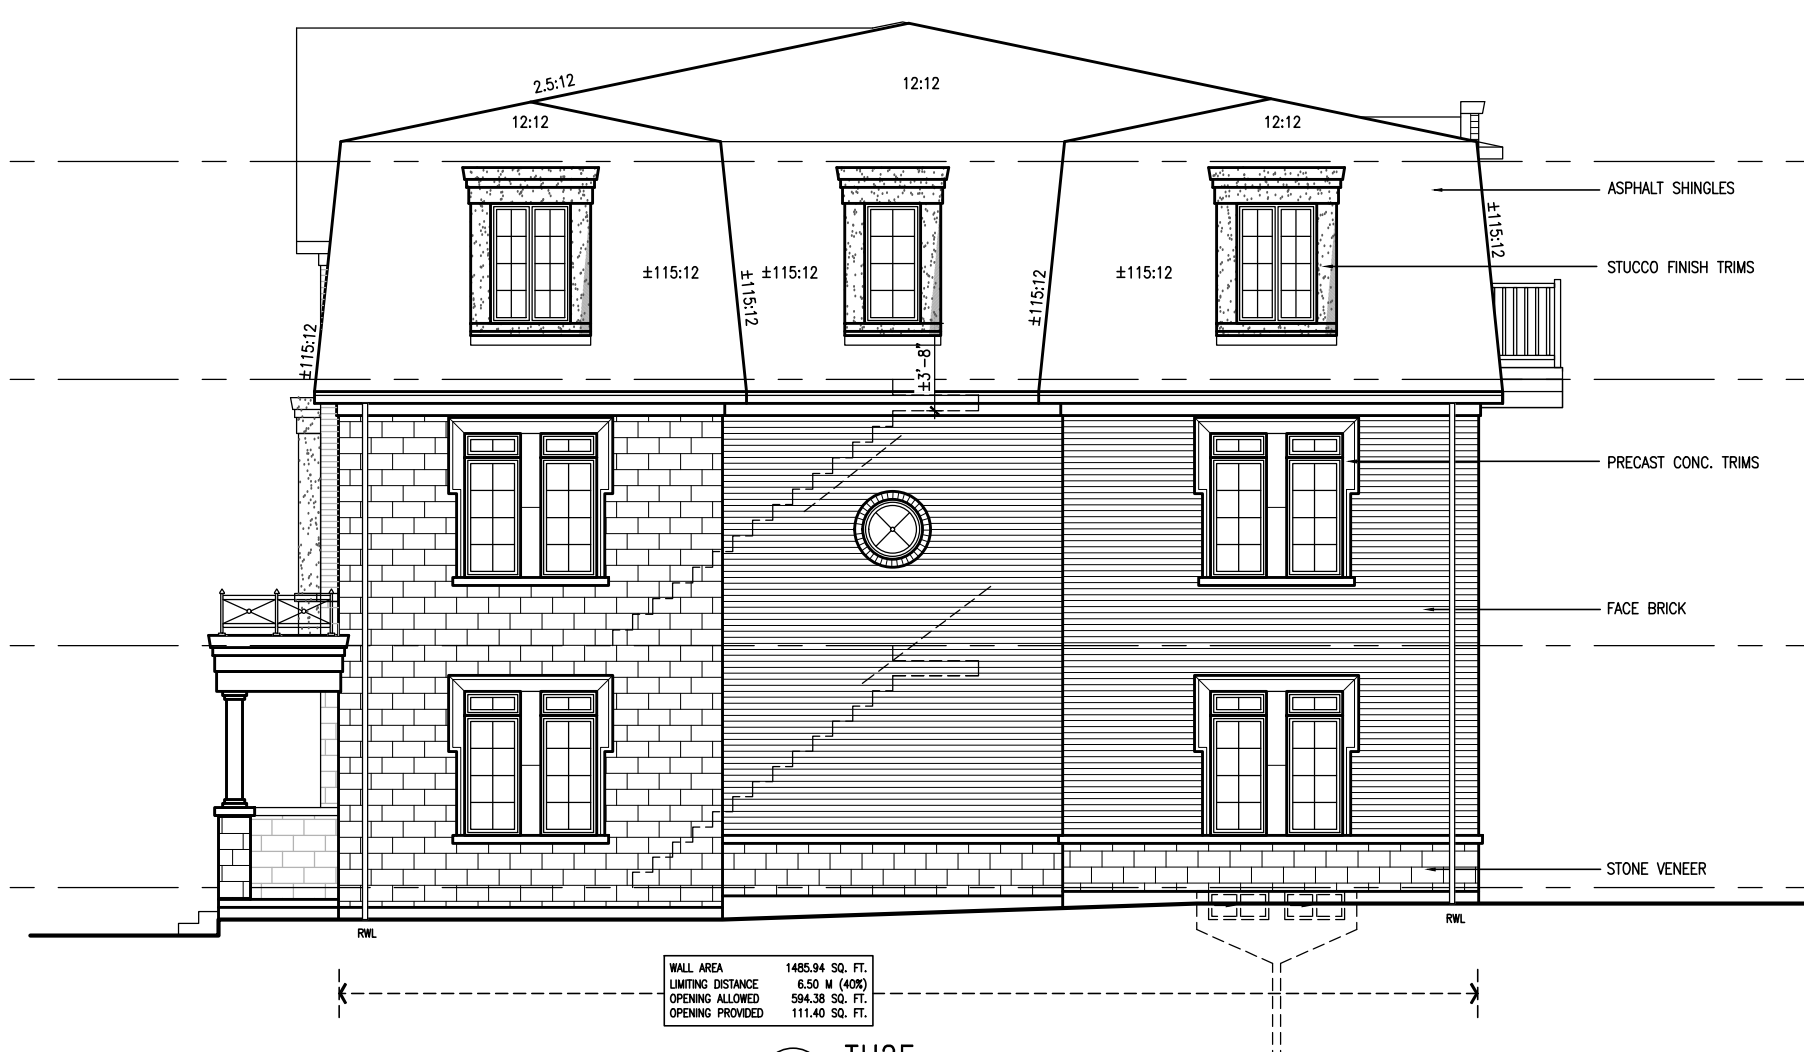 2.5:12
12:12
12:12
12:12
ASPHALT SHINGLES
±115:12
STUCCO FINISH TRIMS
±115:12
±115:12
±115:12
±115:12
±115:12
±115:12
±3'-8"
PRECAST CONC. TRIMS
FACE BRICK
STONE VENEER
RWL
RWL
WALL AREA 1485.94 SQ. FT.
LIMITING DISTANCE 6.50 M (40%)
OPENING ALLOWED 594.38 SQ. FT.
OPENING PROVIDED 111.40 SQ. FT.